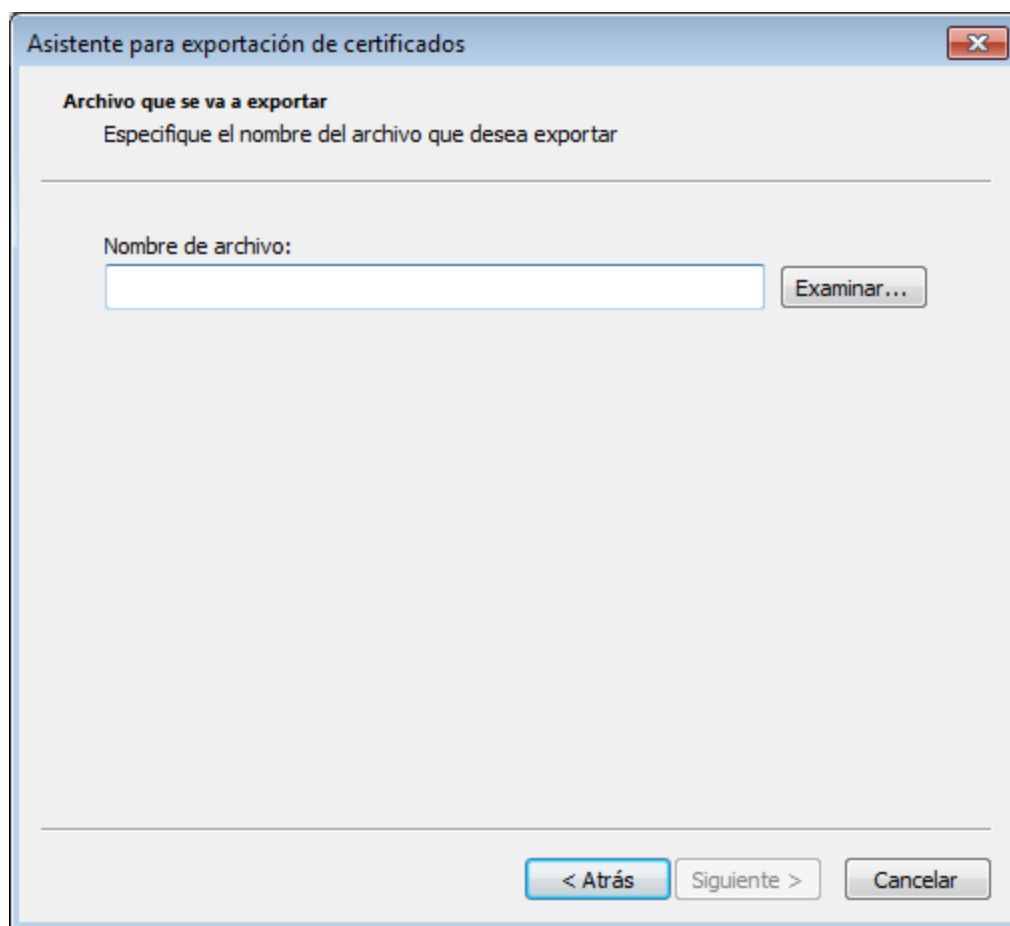 Asistente para exportación de certificados
Archivo que se va a exportar
Especifique el nombre del archivo que desea exportar
Nombre de archivo:
Examinar...
< Atrás
Siguiente >
Cancelar